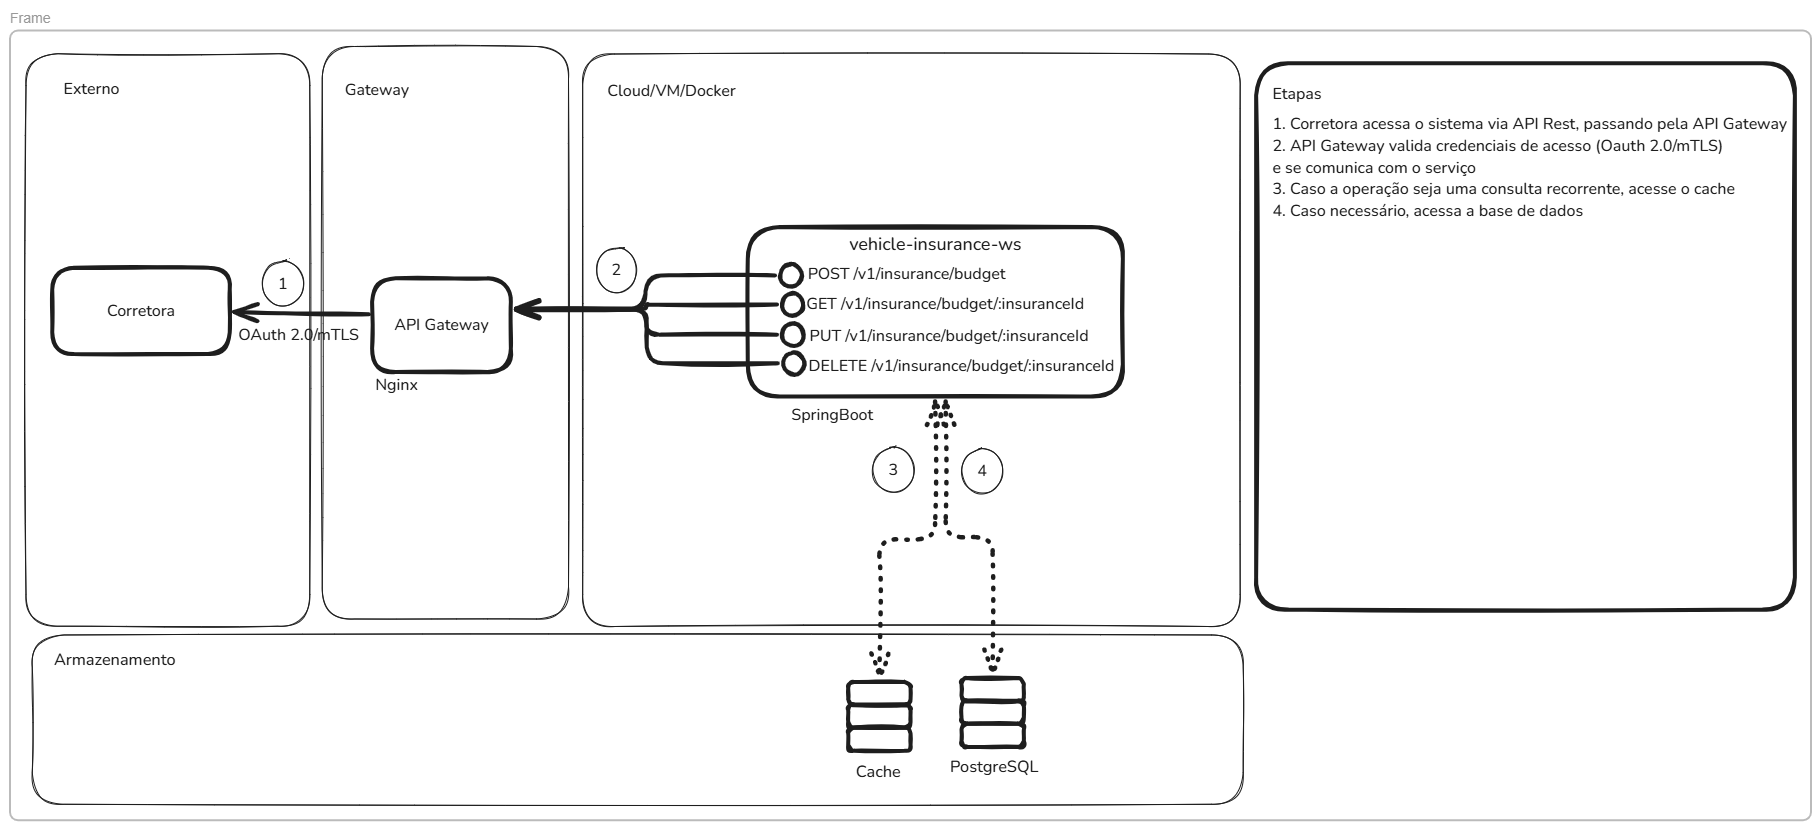 Frame
Externo
Corretora
1
OAuth 2.0/mTLS
Gateway
API Gateway
Nginx
Cloud/VM/Docker
2
vehicle-insurance-ws
POST /v1/insurance/budget
GET /v1/insurance/budget/:insuranceId
PUT /v1/insurance/budget/:insuranceId
DELETE /v1/insurance/budget/:insuranceId
SpringBoot
3
4
Armazenamento
Cache
PostgreSQL
Etapas
1. Corretora acessa o sistema via API Rest, passando pela API Gateway
2. API Gateway valida credenciais de acesso (Oauth 2.0/mTLS)
e se comunica com o serviço
3. Caso a operação seja uma consulta recorrente, acesse o cache
4. Caso necessário, acessa a base de dados